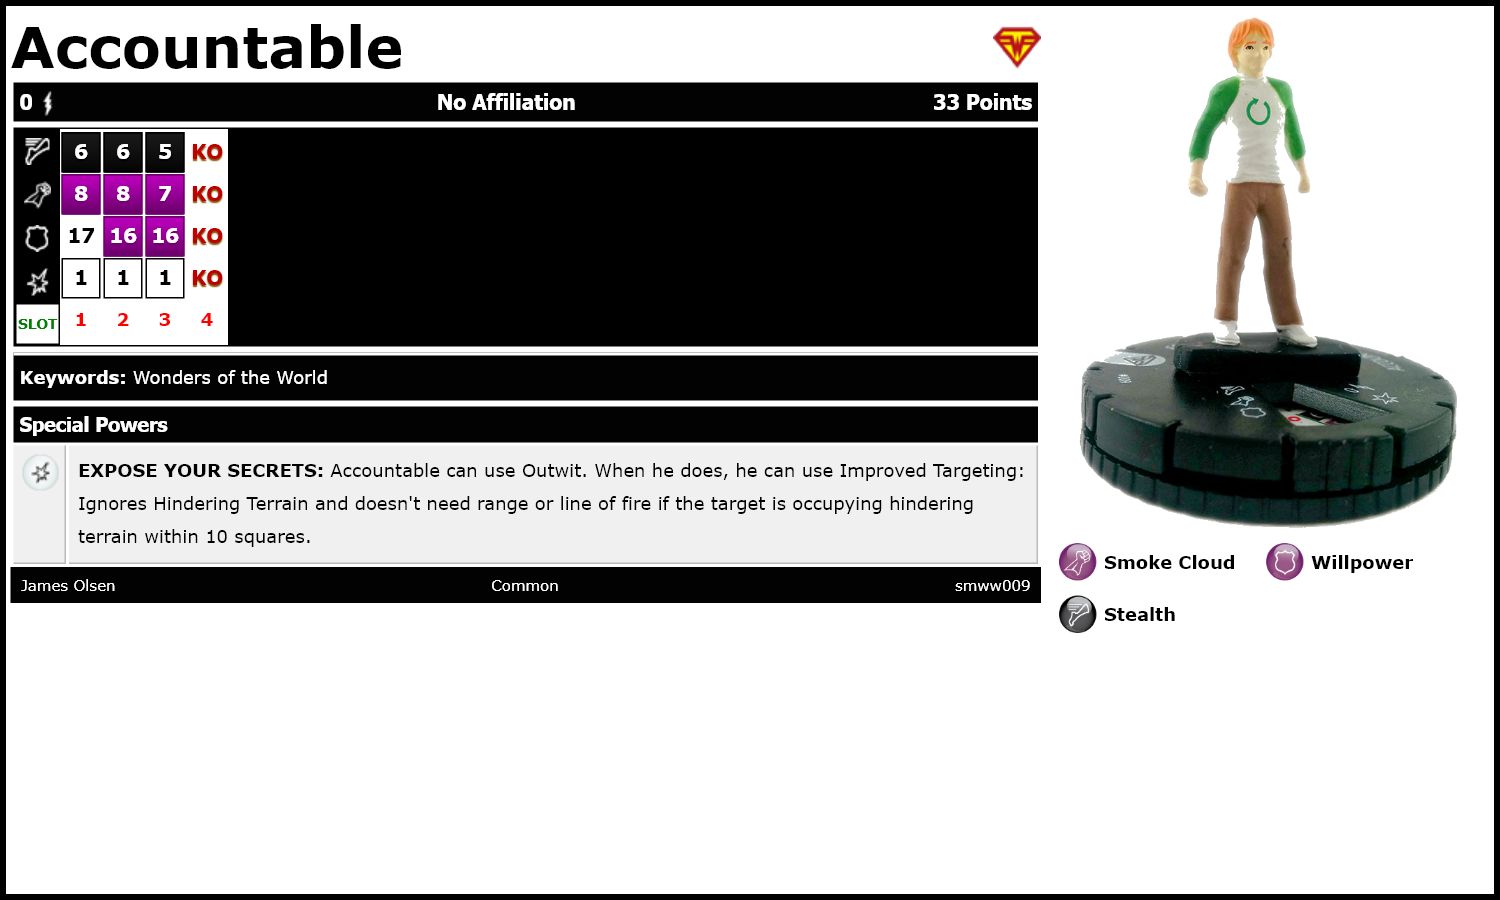 Accountable
0 No Affiliation 33 Points
6 6 5 KO
8 8 7 KO
17 16 16 KO
1 1 1 KO
SLOT 1 2 3 4
Keywords: Wonders of the World
Special Powers
EXPOSE YOUR SECRETS: Accountable can use Outwit. When he does, he can use Improved Targeting:
Ignores Hindering Terrain and doesn't need range or line of fire if the target is occupying hindering
terrain within 10 squares.
James Olsen Common smww009
Smoke Cloud Willpower
Stealth